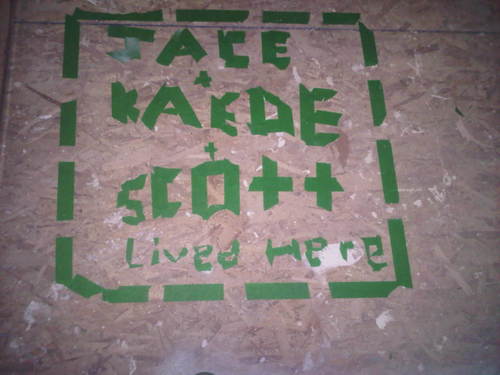 JACE
+
KAEDE
+
SCOTT
Lived Here